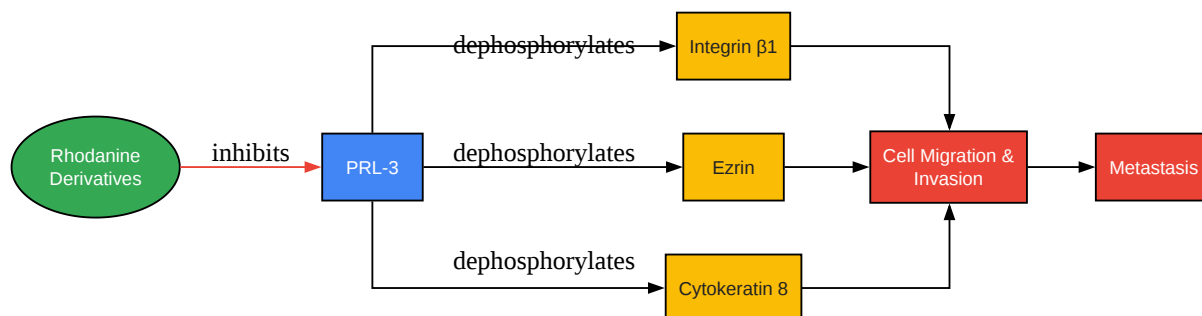 dephosphorylates
Integrin β1
Rhodanine
Derivatives
inhibits
PRL-3
dephosphorylates
Ezrin
Cell Migration &
Invasion
Metastasis
dephosphorylates
Cytokeratin 8